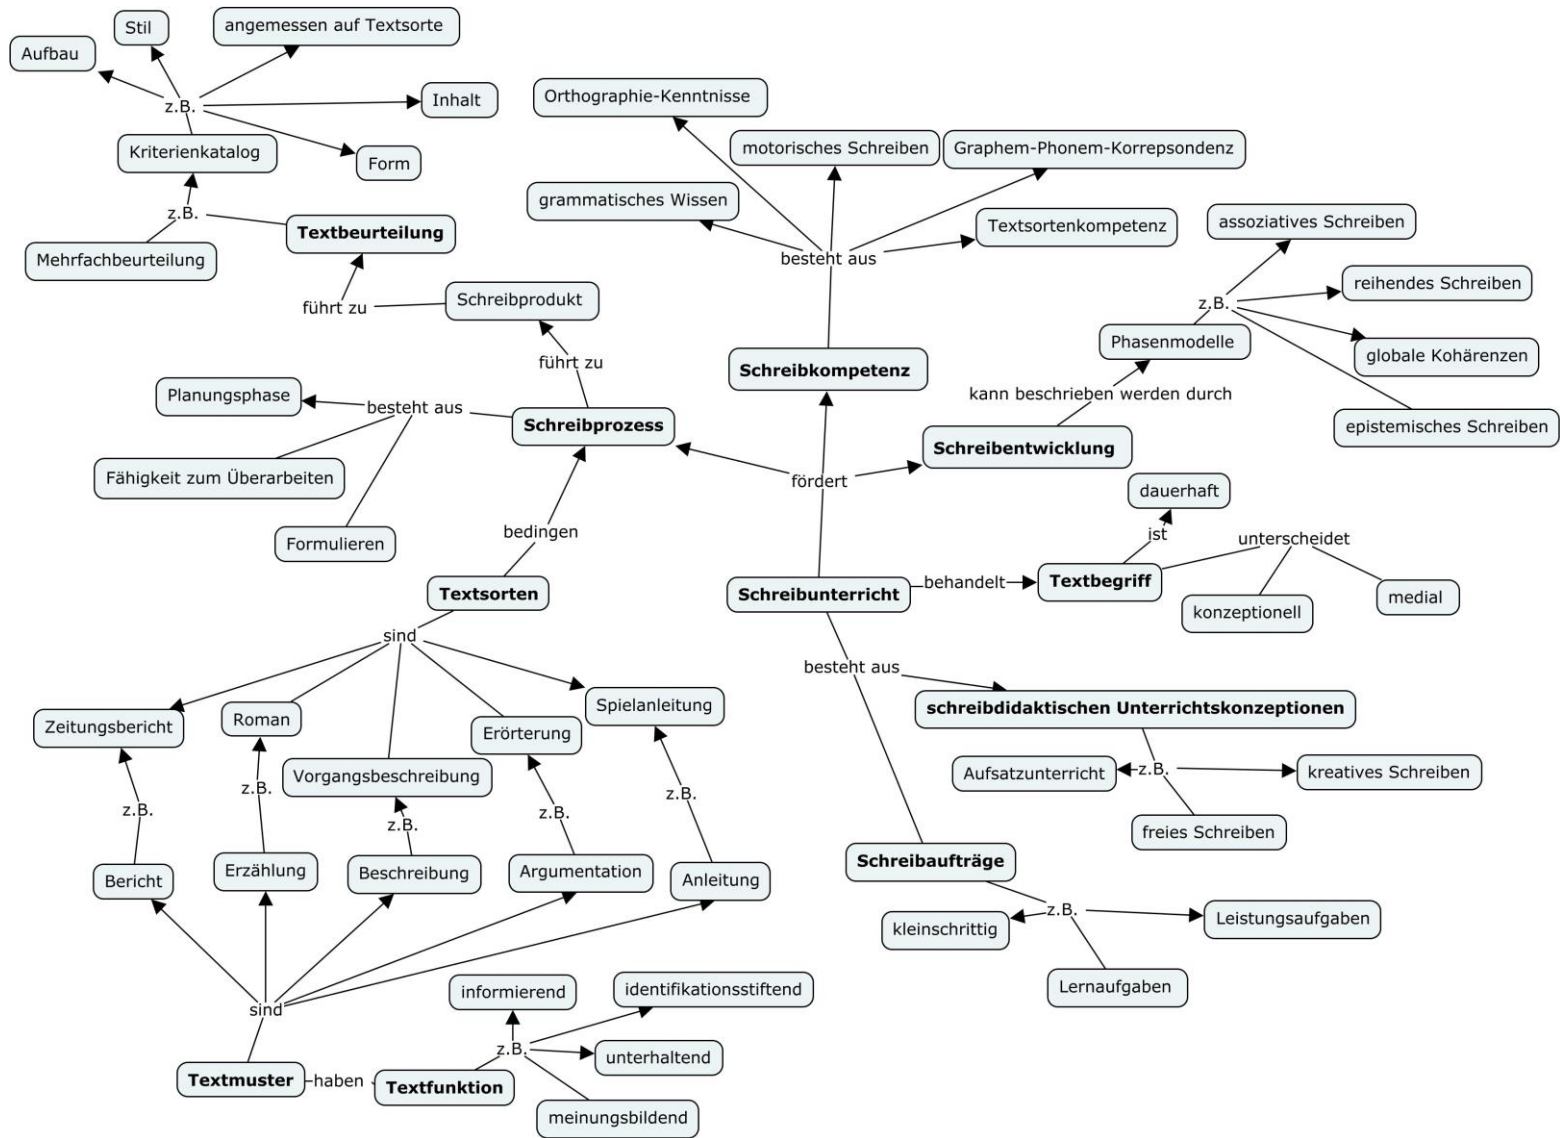 Stil
angemessen auf Textsorte
Aufbau
z.B.
Inhalt
Kriterienkatalog
Form
z.B.
Textbeurteilung
Mehrfachbeurteilung
führt zu
Schreibprodukt
führt zu
Planungsphase
besteht aus
Schreibprozess
Fähigkeit zum Überarbeiten
Formulieren
bedingen
Textsorten
sind
Orthographie-Kenntnisse
motorisches Schreiben
Graphem-Phonem-Korrepsondenz
grammatisches Wissen
Textsortenkompetenz
besteht aus
Schreibkompetenz
assoziatives Schreiben
reihendes Schreiben
z.B.
Phasenmodelle
globale Kohärenzen
kann beschrieben werden durch
epistemisches Schreiben
Schreibentwicklung
fördert
dauerhaft
ist
unterscheidet
Schreibunterricht
behandelt
Textbegriff
konzeptionell
medial
besteht aus
schreibdidaktischen Unterrichtskonzeptionen
Aufsatzunterricht
z.B.
kreatives Schreiben
freies Schreiben
Schreibaufträge
z.B.
kleinschrittig
Leistungsaufgaben
Lernaufgaben
Zeitungsbericht
Roman
Vorgangsbeschreibung
Erörterung
Spielanleitung
z.B.
z.B.
z.B.
z.B.
z.B.
Bericht
Erzählung
Beschreibung
Argumentation
Anleitung
sind
Textmuster
haben
Textfunktion
z.B.
informierend
identifikationsstiftend
unterhaltend
meinungsbildend